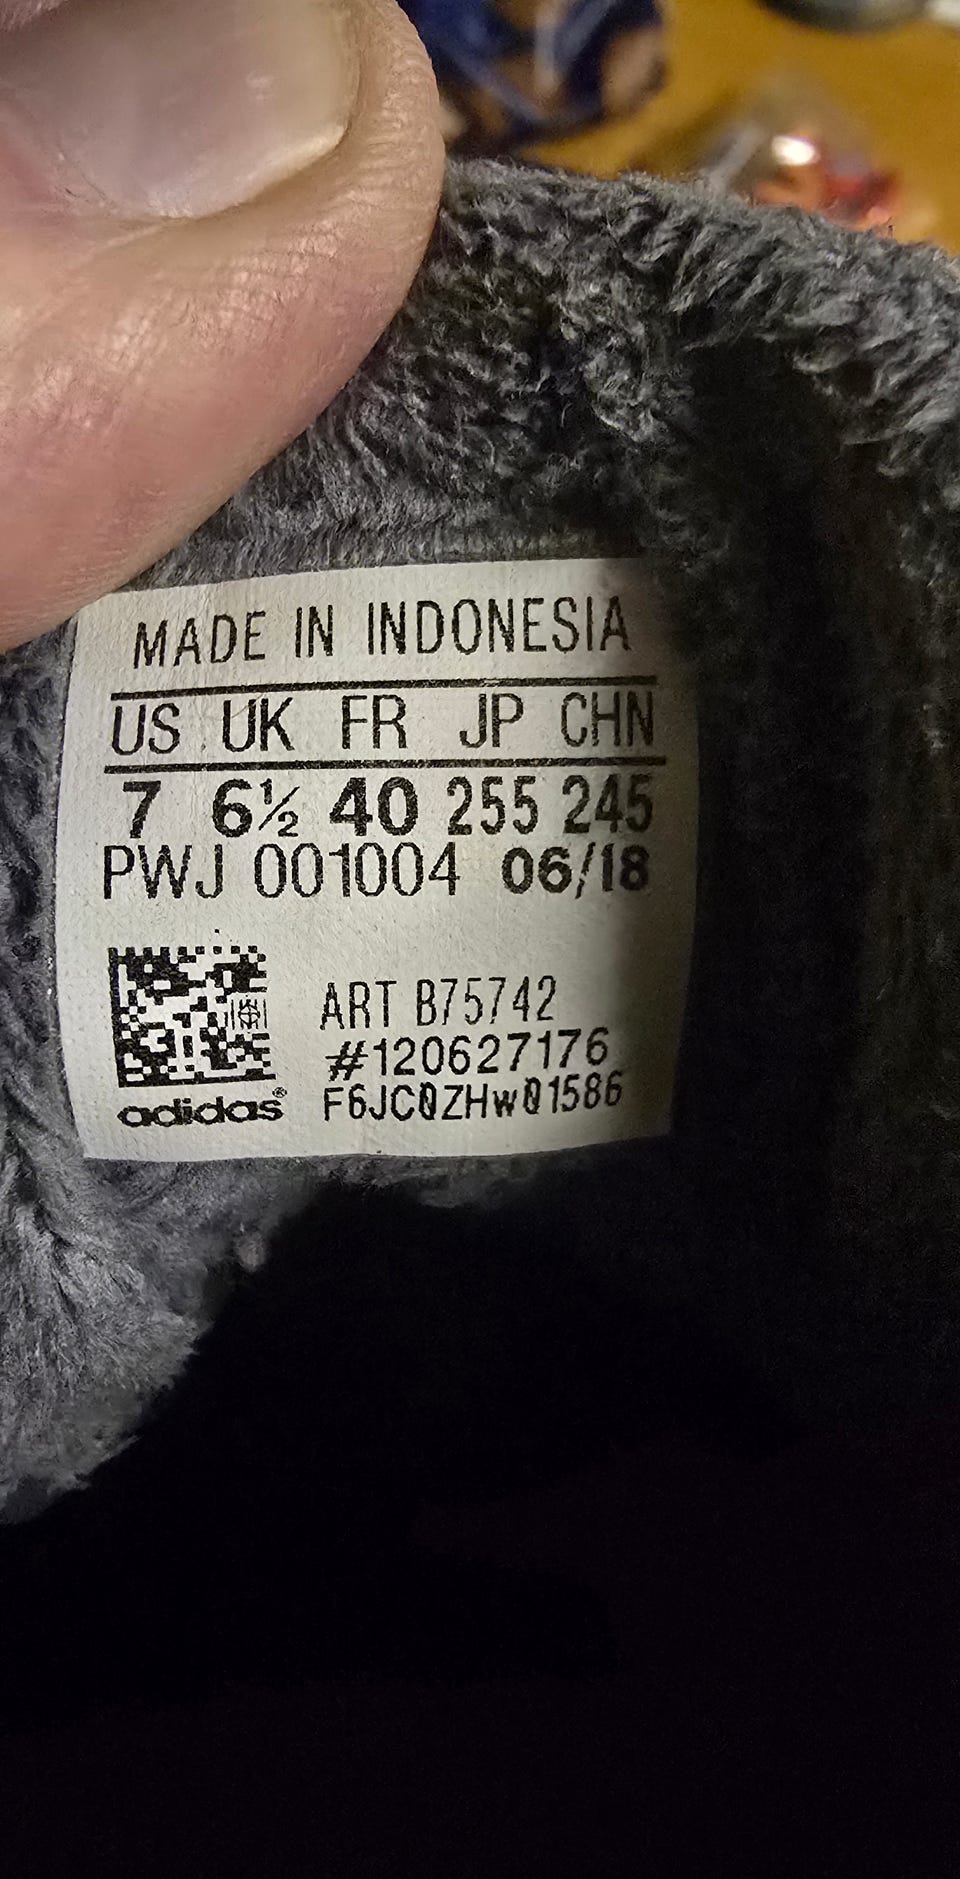 MADE IN INDONESIA
US UK FR JP CHN
7 6½ 40 255 245
PWJ 001004 06/18
ART B75742
#120627176
F6JC0ZHw01586
adidas®